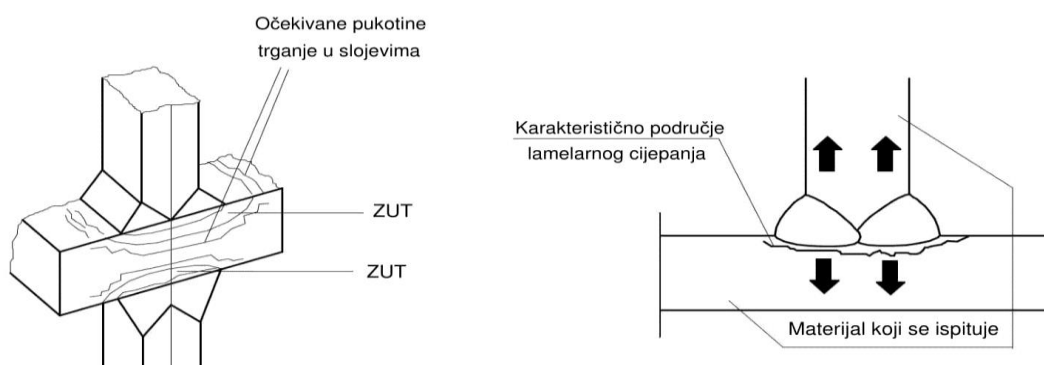 Očekivane pukotine
trganje u slojevima
ZUT
ZUT
Karakteristično područje
lamelarnog cijepanja
Materijal koji se ispituje